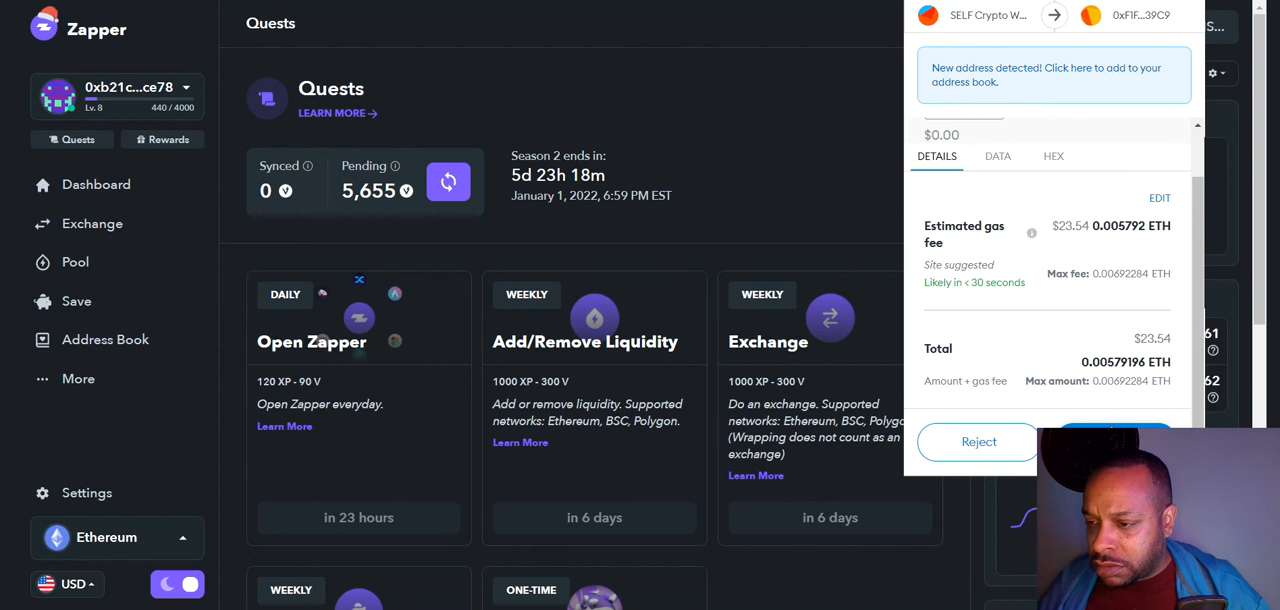 Zapper
0xb21c...ce78
Lv. 8
440 / 4000
Quests
Rewards
Dashboard
Exchange
Pool
Save
Address Book
More
Settings
Ethereum
USD
Quests
Quests
LEARN MORE
Synced
0
Pending
5,655
Season 2 ends in:
5d 23h 18m
January 1, 2022, 6:59 PM EST
DAILY
Open Zapper
120 XP - 90 V
Open Zapper everyday.
Learn More
in 23 hours
WEEKLY
Add/Remove Liquidity
1000 XP - 300 V
Add or remove liquidity. Supported
networks: Ethereum, BSC, Polygon.
Learn More
in 6 days
WEEKLY
Exchange
1000 XP - 300 V
Do an exchange. Supported
networks: Ethereum, BSC, Polygo
(Wrapping does not count as an
exchange)
Learn More
in 6 days
WEEKLY
ONE-TIME
SELF Crypto W...
0xF1F...39C9
New address detected! Click here to add to your
address book.
$0.00
DETAILS
DATA
HEX
EDIT
Estimated gas
fee
$23.54 0.005792 ETH
Site suggested
Likely in < 30 seconds
Max fee: 0.00692284 ETH
$23.54
Total
0.00579196 ETH
Amount + gas fee
Max amount: 0.00692284 ETH
Reject
S...
61
62